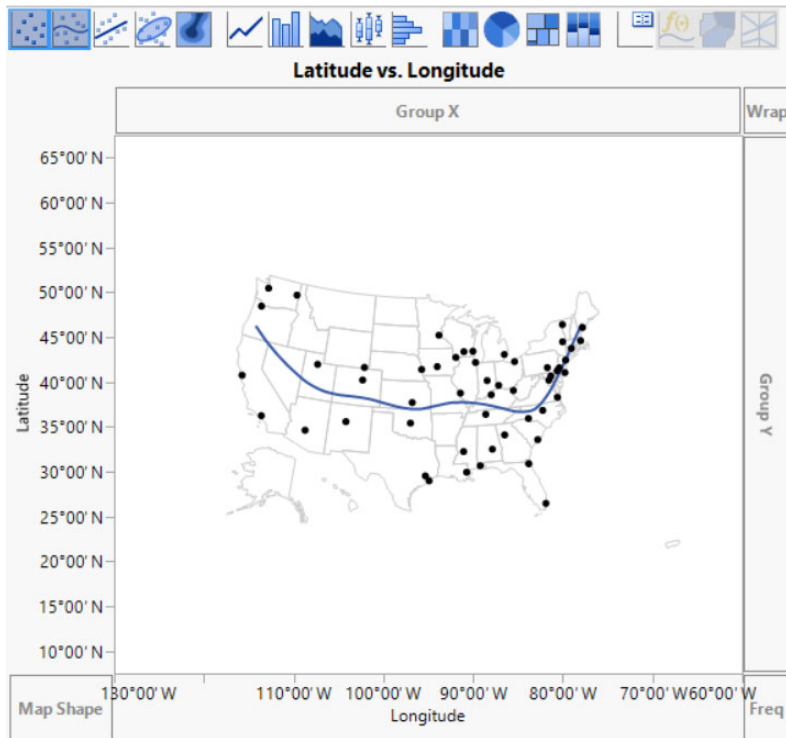 f(θ)
Latitude vs. Longitude
Group X
Wrap
65°00' N
60°00' N
55°00' N
50°00' N
45°00' N
40°00' N
35°00' N
30°00' N
25°00' N
20°00' N
15°00' N
10°00' N
Latitude
Group Y
130°00' W 110°00' W 100°00' W 90°00' W 80°00' W 70°00' W 60°00' W
Map Shape
Longitude
Freq